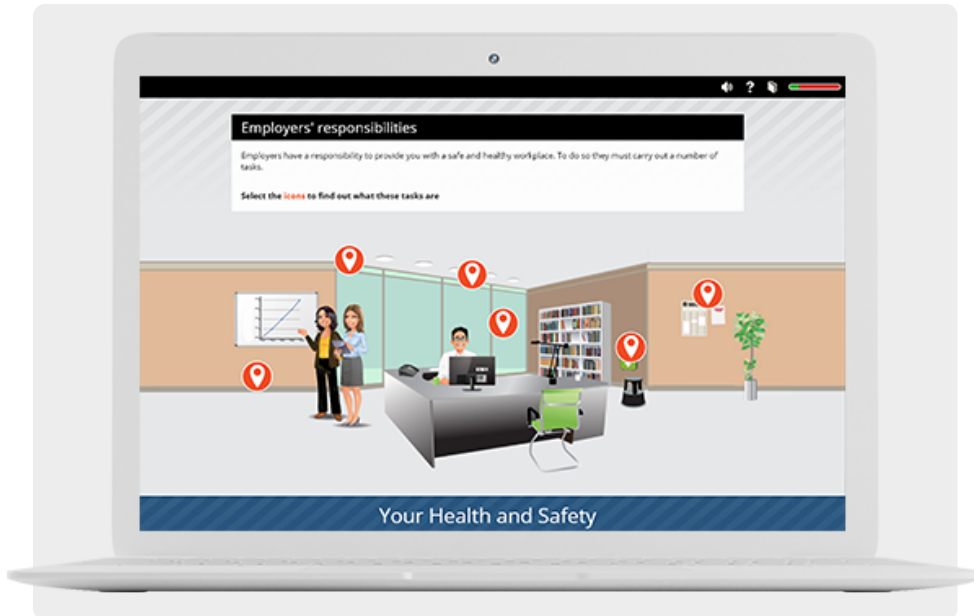 Employers' responsibilities
Employers have a responsibility to provide you with a safe and healthy workplace. To do so they must carry out a number of
tasks.
Select the icons to find out what these tasks are
Your Health and Safety